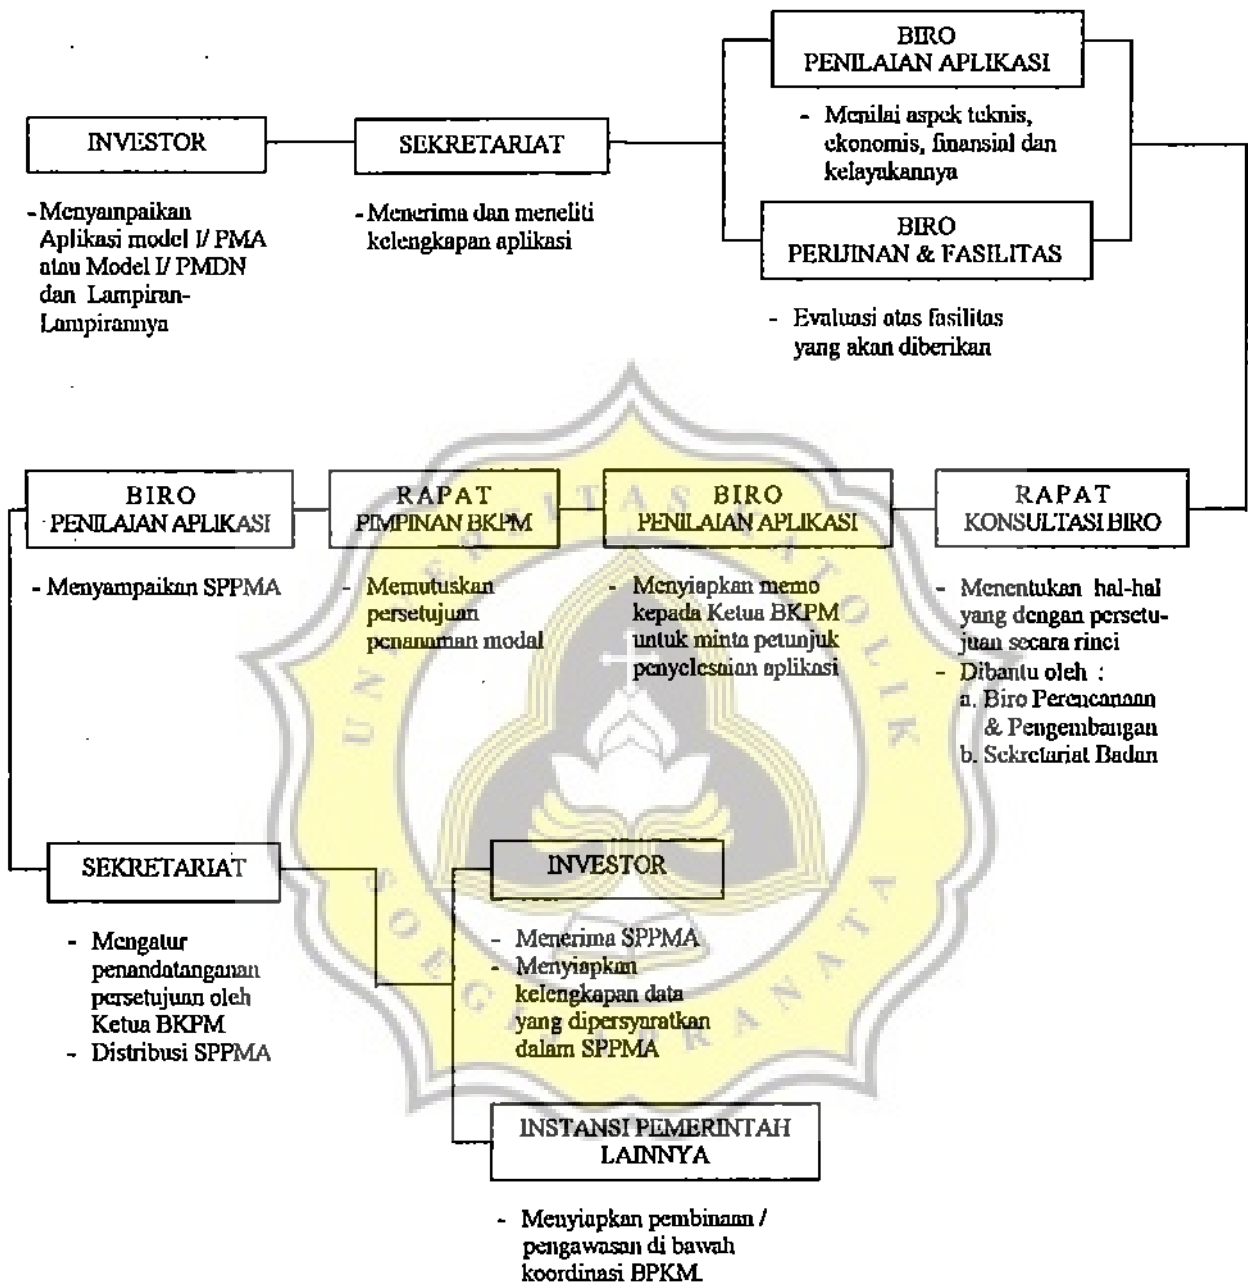 BIRO
PENILAIAN APLIKASI
- Menilai aspek teknis,
ekonomis, finansial dan
kelayakannya
INVESTOR
- Menyampaikan
Aplikasi model I/ PMA
atau Model I/ PMDN
dan Lampiran-
Lampirannya
SEKRETARIAT
- Menerima dan meneliti
kelengkapan aplikasi
BIRO
PERIJINAN & FASILITAS
- Evaluasi atas fasilitas
yang akan diberikan
BIRO
PENILAIAN APLIKASI
- Menyampaikan SPPMA
RAPAT
PIMPINAN BKPM
- Memutuskan
persetujuan
penanaman modal
BIRO
PENILAIAN APLIKASI
- Menyiapkan memo
kepada Ketua BKPM
untuk minta petunjuk
penyelesaian aplikasi
RAPAT
KONSULTASI BIRO
- Menentukan hal-hal
yang dengan persetu-
juan secara rinci
- Dibantu oleh :
a. Biro Perencanaan
& Pengembangan
b. Sekretariat Badan
SEKRETARIAT
- Mengatur
penandatanganan
persetujuan oleh
Ketua BKPM
- Distribusi SPPMA
INVESTOR
- Menerima SPPMA
- Menyiapkan
kelengkapan data
yang dipersyaratkan
dalam SPPMA
INSTANSI PEMERINTAH
LAINNYA
- Menyiapkan pembinaan /
pengawasan di bawah
koordinasi BPKM.
UNIVERSITAS KATOLIK
SOEGIJAPRANATA